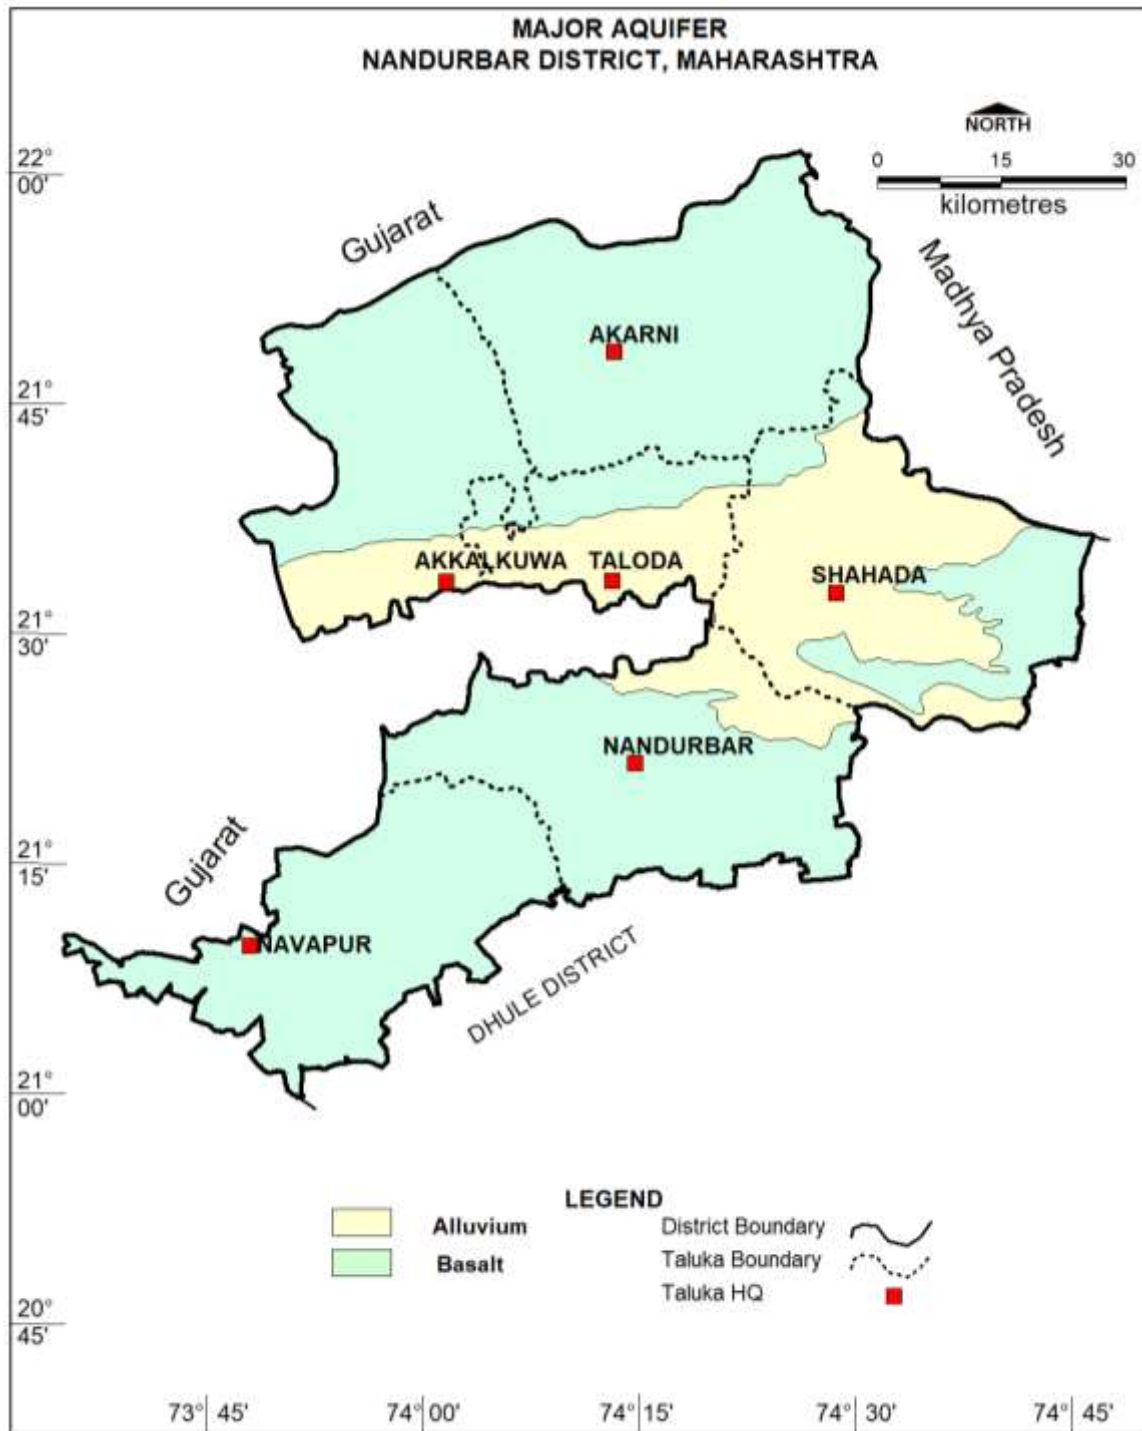 MAJOR AQUIFER
NANDURBAR DISTRICT, MAHARASHTRA
NORTH
0 15 30
kilometres
22°
00'
Gujarat
Madhya Pradesh
AKARNI
21°
45'
AKKALKUWA
TALODA
SHAHADA
21°
30'
NANDURBAR
Gujarat
21°
15'
NAVAPUR
DHULE DISTRICT
21°
00'
LEGEND
Alluvium
Basalt
District Boundary
Taluka Boundary
Taluka HQ
20°
45'
73° 45' 74° 00' 74° 15' 74° 30' 74° 45'